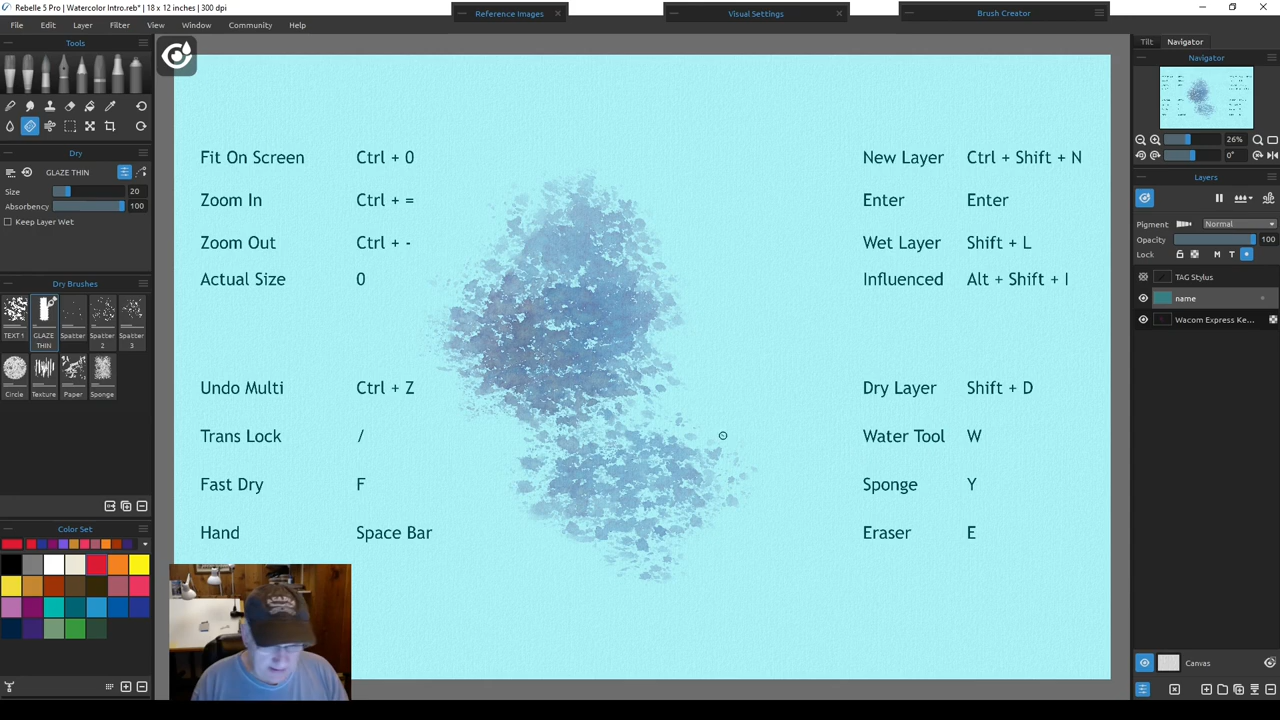 Rebelle 5 Pro | Watercolor Intro.reb* | 18 x 12 inches | 300 dpi
Reference Images
Visual Settings
Brush Creator
File Edit Layer Filter View Window Community Help
Tools
Dry
GLAZE THIN
Size 20
Absorbency 100
Keep Layer Wet
Dry Brushes
TEXT1 GLAZE THIN Spatter Spatter 2 Spatter 3
Circle Texture Paper Sponge
Color Set
Fit On Screen Ctrl + 0
Zoom In Ctrl + =
Zoom Out Ctrl + -
Actual Size 0
Undo Multi Ctrl + Z
Trans Lock /
Fast Dry F
Hand Space Bar
New Layer Ctrl + Shift + N
Enter Enter
Wet Layer Shift + L
Influenced Alt + Shift + I
Dry Layer Shift + D
Water Tool W
Sponge Y
Eraser E
Tilt Navigator
Navigator
26%
0°
Layers
Pigment: Normal
Opacity 100
Lock M T
TAG Stylus
name
Wacom Express Ke...
Canvas